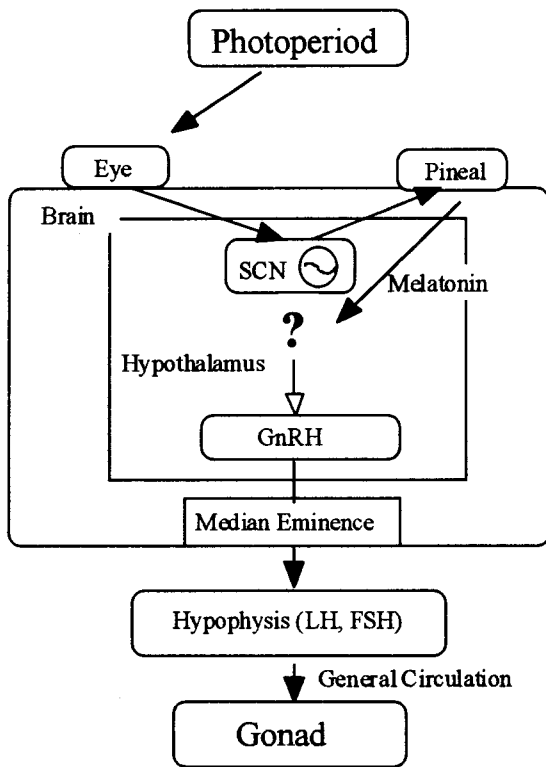 Photoperiod
Eye
Pineal
Brain
SCN
Melatonin
?
Hypothalamus
GnRH
Median Eminence
Hypophysis (LH, FSH)
General Circulation
Gonad